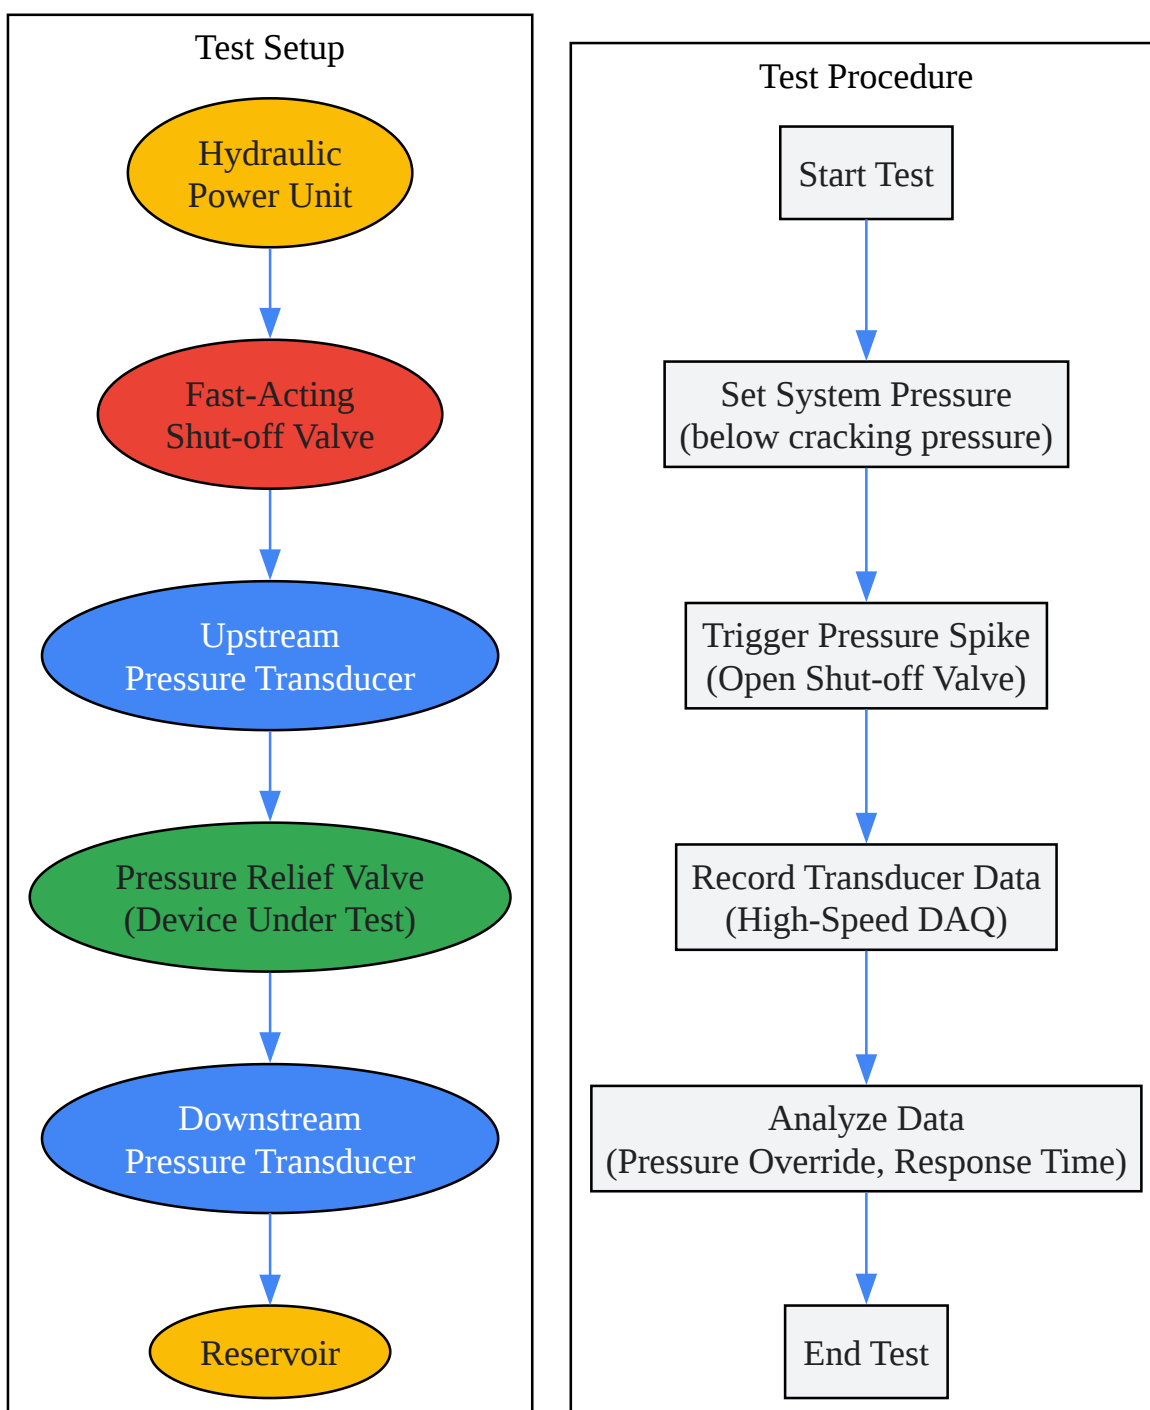 Test Setup
Hydraulic
Power Unit
Fast-Acting
Shut-off Valve
Upstream
Pressure Transducer
Pressure Relief Valve
(Device Under Test)
Downstream
Pressure Transducer
Reservoir
Test Procedure
Start Test
Set System Pressure
(below cracking pressure)
Trigger Pressure Spike
(Open Shut-off Valve)
Record Transducer Data
(High-Speed DAQ)
Analyze Data
(Pressure Override, Response Time)
End Test